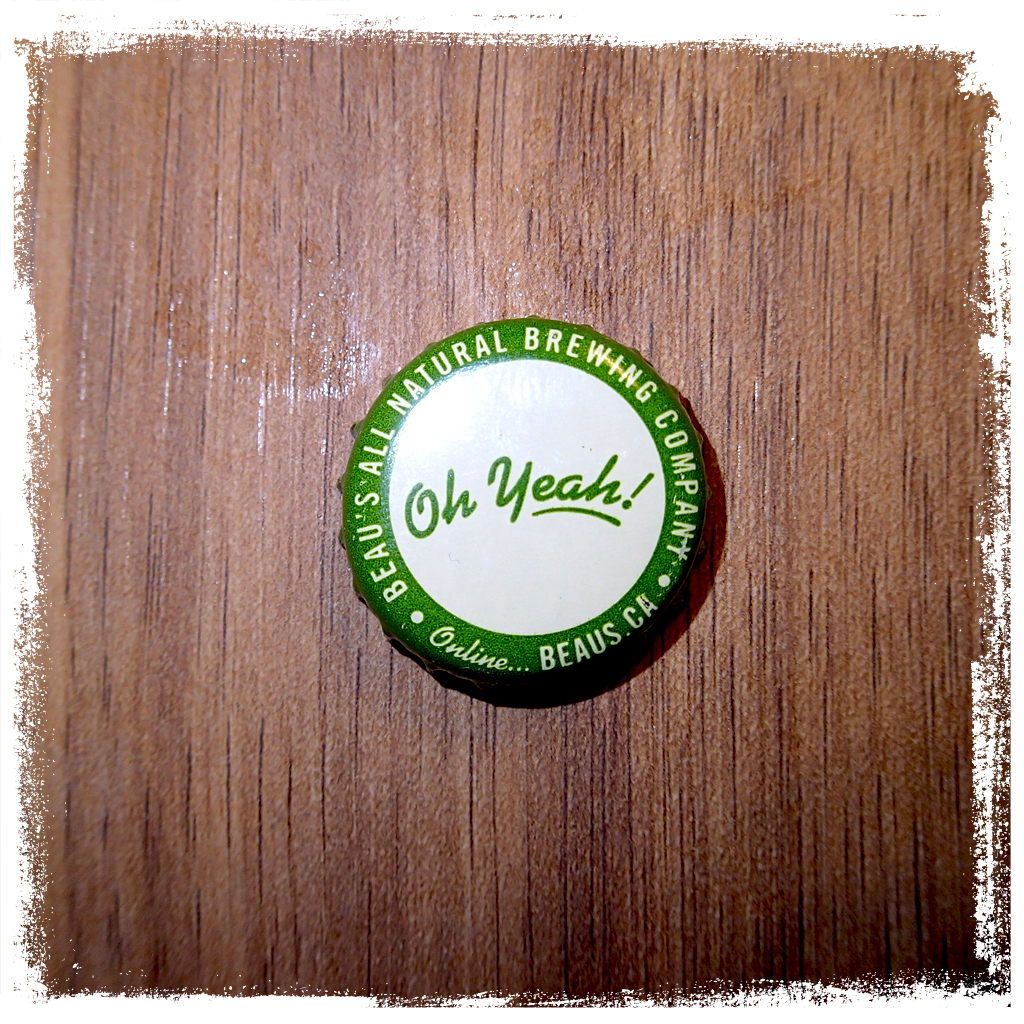 BEAU'S ALL NATURAL BREWING COMPANY
Oh Yeah!
Online... BEAUS.CA